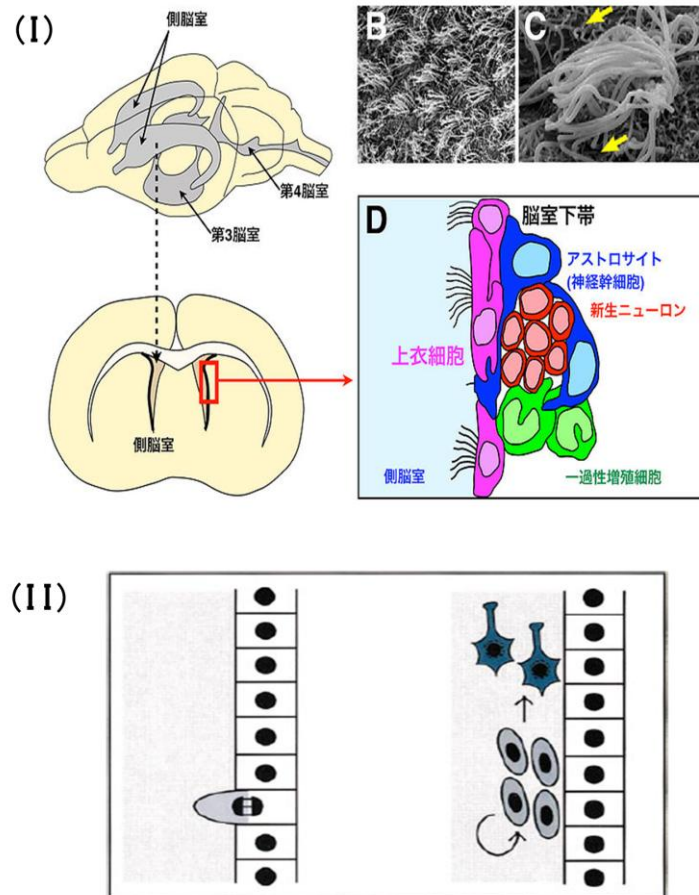 (I)
側脳室
第4脳室
第3脳室
側脳室
B
C
D
脳室下帯
アストロサイト
(神経幹細胞)
新生ニューロン
上衣細胞
側脳室
一過性増殖細胞
(II)